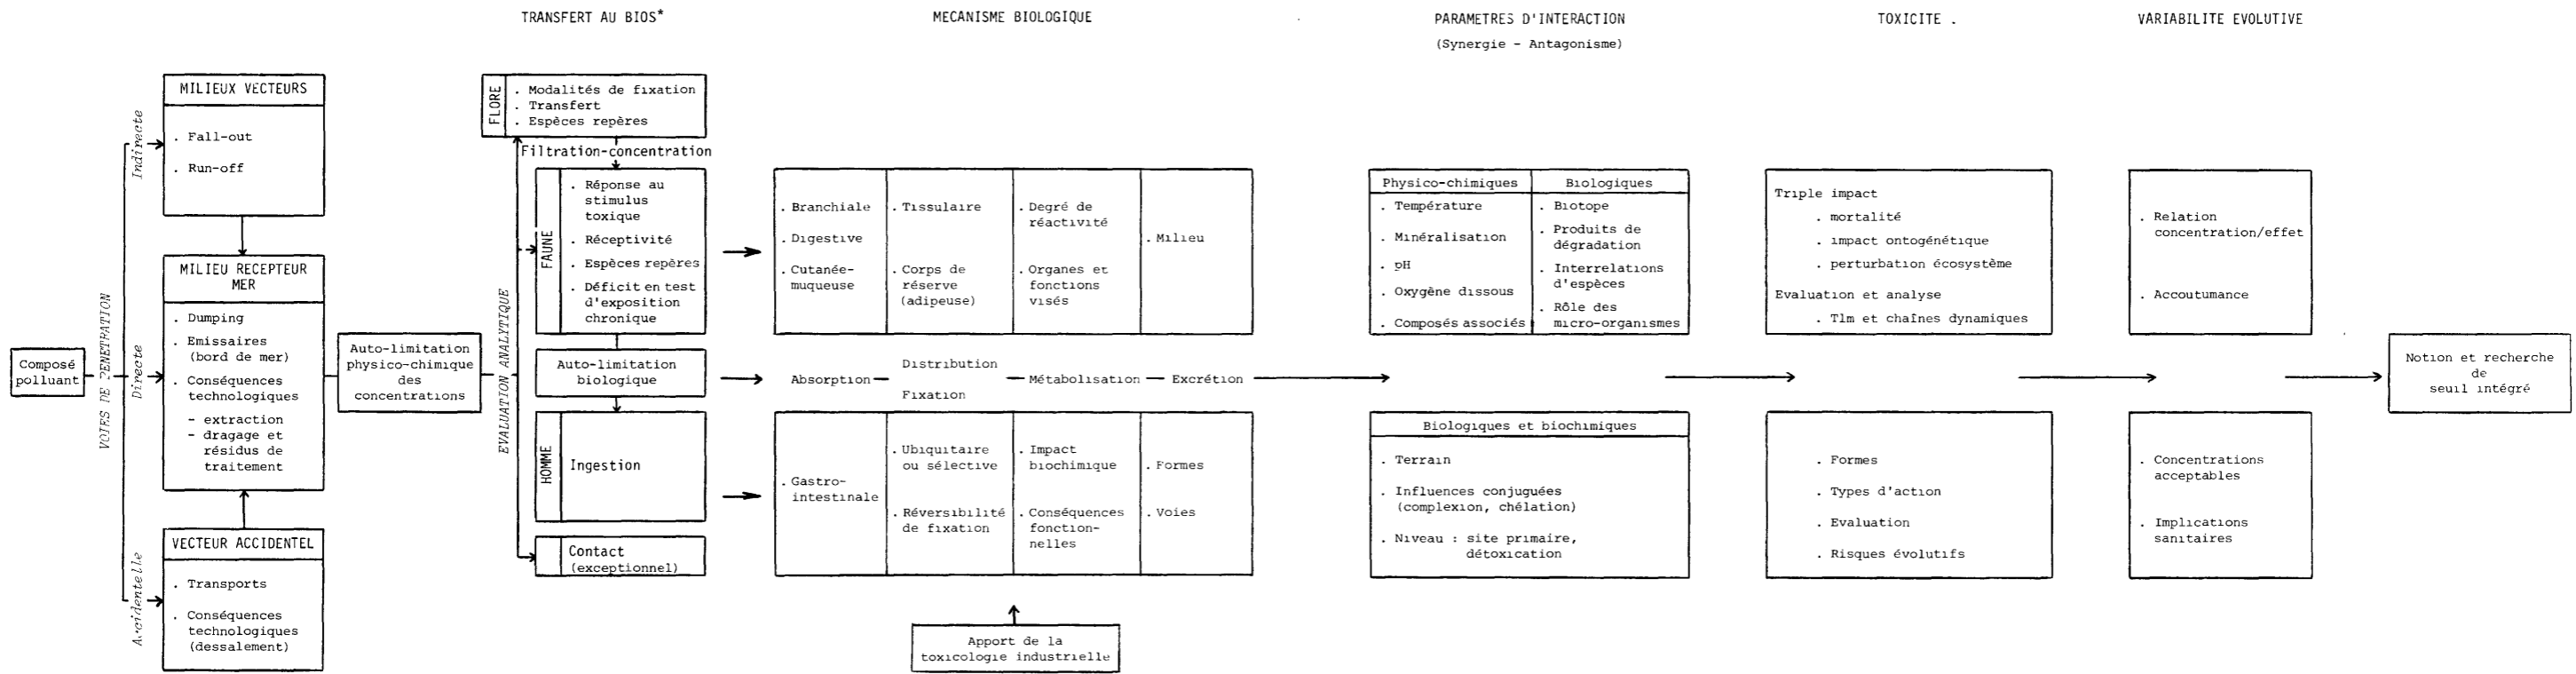 TRANSFERT AU BIOS*
MECANISME BIOLOGIQUE
PARAMETRES D'INTERACTION
(Synergie - Antagonisme)
TOXICITE .
VARIABILITE EVOLUTIVE
Composé
polluant
VOIES DE PENETRATION
Indirecte
Directe
Accidentelle
MILIEUX VECTEURS
. Fall-out
. Run-off
MILIEU RECEPTEUR
MER
. Dumping
. Emissaires
(bord de mer)
. Conséquences
technologiques
- extraction
- dragage et
résidus de
traitement
VECTEUR ACCIDENTEL
. Transports
. Conséquences
technologiques
(dessalement)
Auto-limitation
physico-chimique
des
concentrations
EVALUATION ANALYTIQUE
FLORE
. Modalités de fixation
. Transfert
. Espèces repères
Filtration-concentration
FAUNE
. Réponse au
stimulus
toxique
. Réceptivité
. Espèces repères
. Déficit en test
d'exposition
chronique
Auto-limitation
biologique
HOMME
Ingestion
Contact
(exceptionnel)
. Branchiale
. Digestive
. Cutanée-
muqueuse
. Tissulaire
. Corps de
réserve
(adipeuse)
. Degré de
réactivité
. Organes et
fonctions
visés
. Milieu
Absorption
Distribution
Fixation
Métabolisation
Excrétion
. Gastro-
intestinale
. Ubiquitaire
ou sélective
. Réversibilité
de fixation
. Impact
biochimique
. Conséquences
fonction-
nelles
. Formes
. Voies
Apport de la
toxicologie industrielle
Physico-chimiques
. Température
. Minéralisation
. pH
. Oxygène dissous
. Composés associés
Biologiques
. Biotope
. Produits de
dégradation
. Interrelations
d'espèces
. Rôle des
micro-organismes
Biologiques et biochimiques
. Terrain
. Influences conjuguées
(complexion, chélation)
. Niveau : site primaire,
détoxication
Triple impact
. mortalité
. impact ontogénétique
. perturbation écosystème
Evaluation et analyse
. Tlm et chaînes dynamiques
. Formes
. Types d'action
. Evaluation
. Risques évolutifs
. Relation
concentration/effet
. Accoutumance
. Concentrations
acceptables
. Implications
sanitaires
Notion et recherche
de
seuil intégré